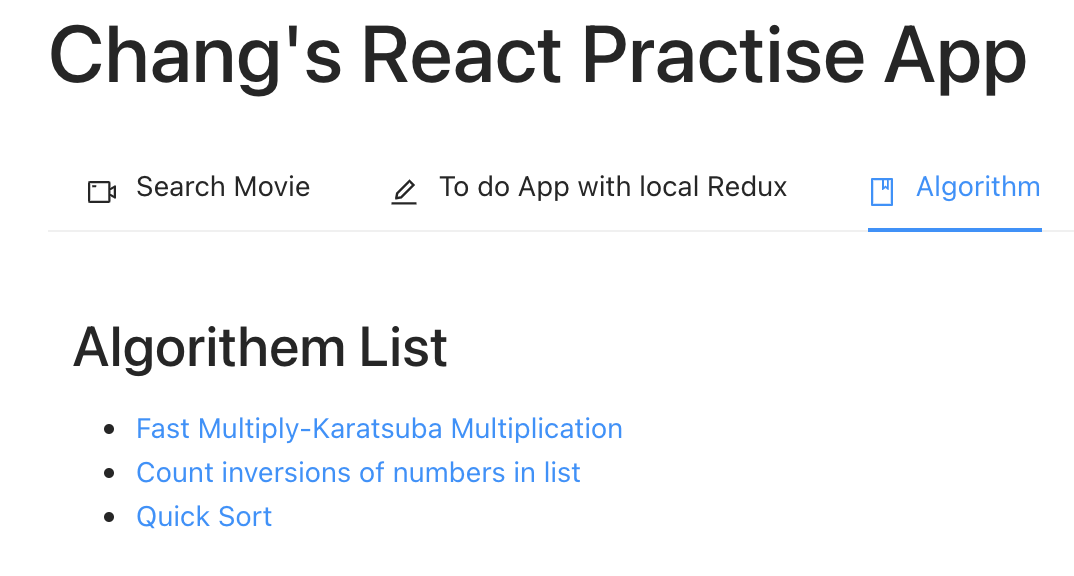 Chang's React Practise App
Search Movie To do App with local Redux Algorithm
Algorithem List
Fast Multiply-Karatsuba Multiplication
Count inversions of numbers in list
Quick Sort